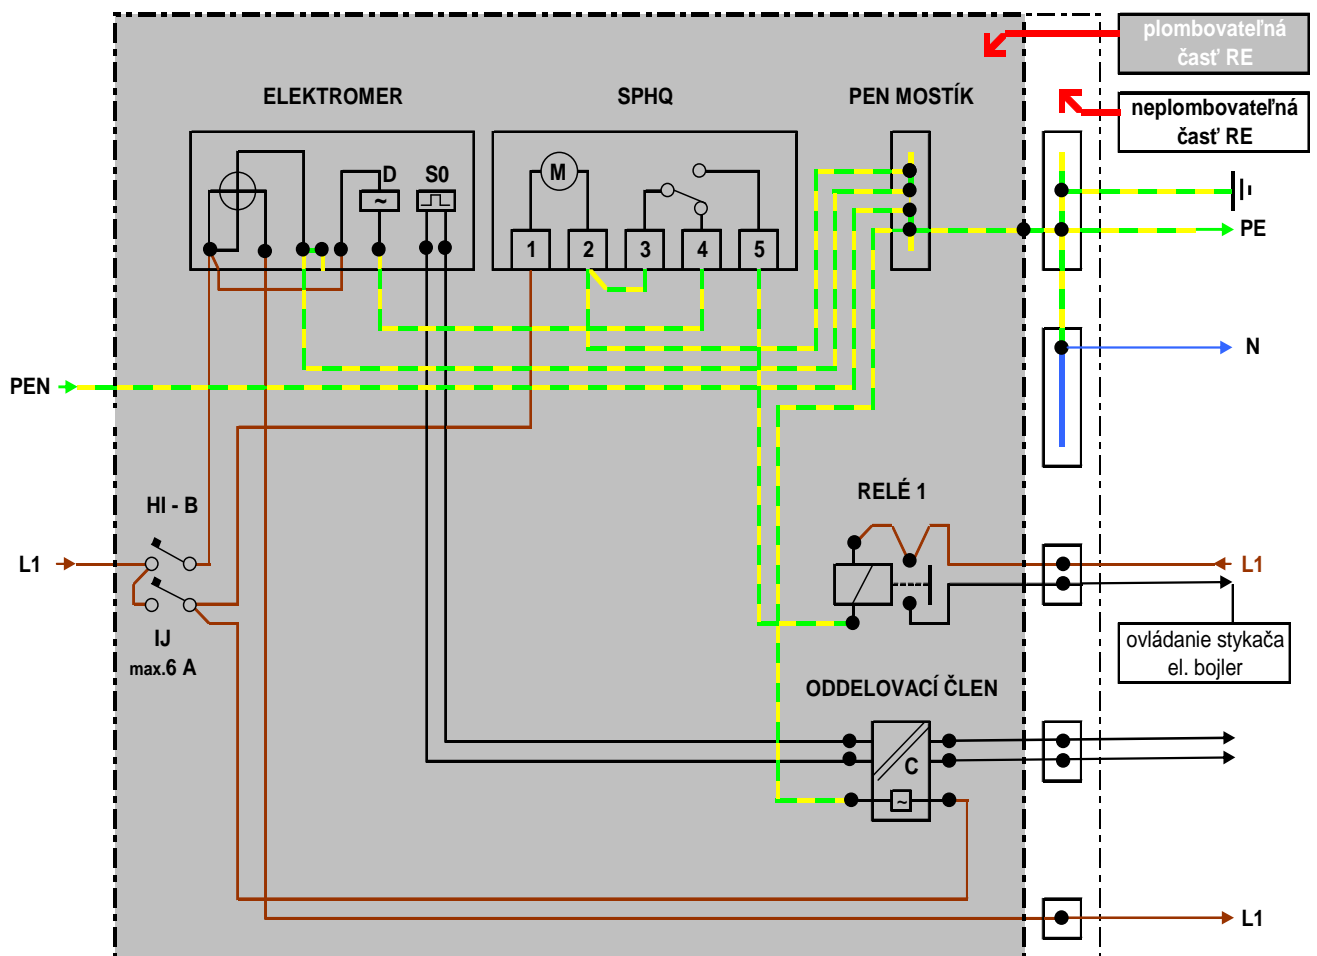 plombovateľná
časť RE
ELEKTROMER
SPHQ
PEN MOSTÍK
neplombovateľná
časť RE
D
S0
~
M
1
2
3
4
5
PE
N
PEN
HI - B
L1
IJ
max.6 A
RELÉ 1
L1
ovládanie stykača
el. bojler
ODDELOVACÍ ČLEN
C
~
L1